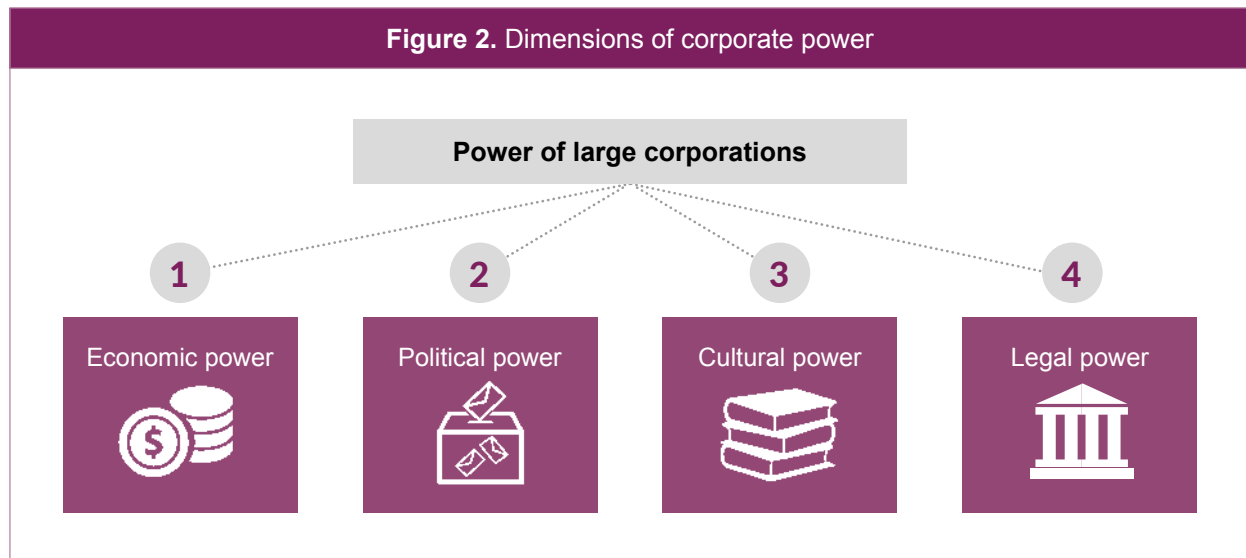 Figure 2. Dimensions of corporate power
Power of large corporations
1
2
3
4
Economic power
Political power
Cultural power
Legal power
$